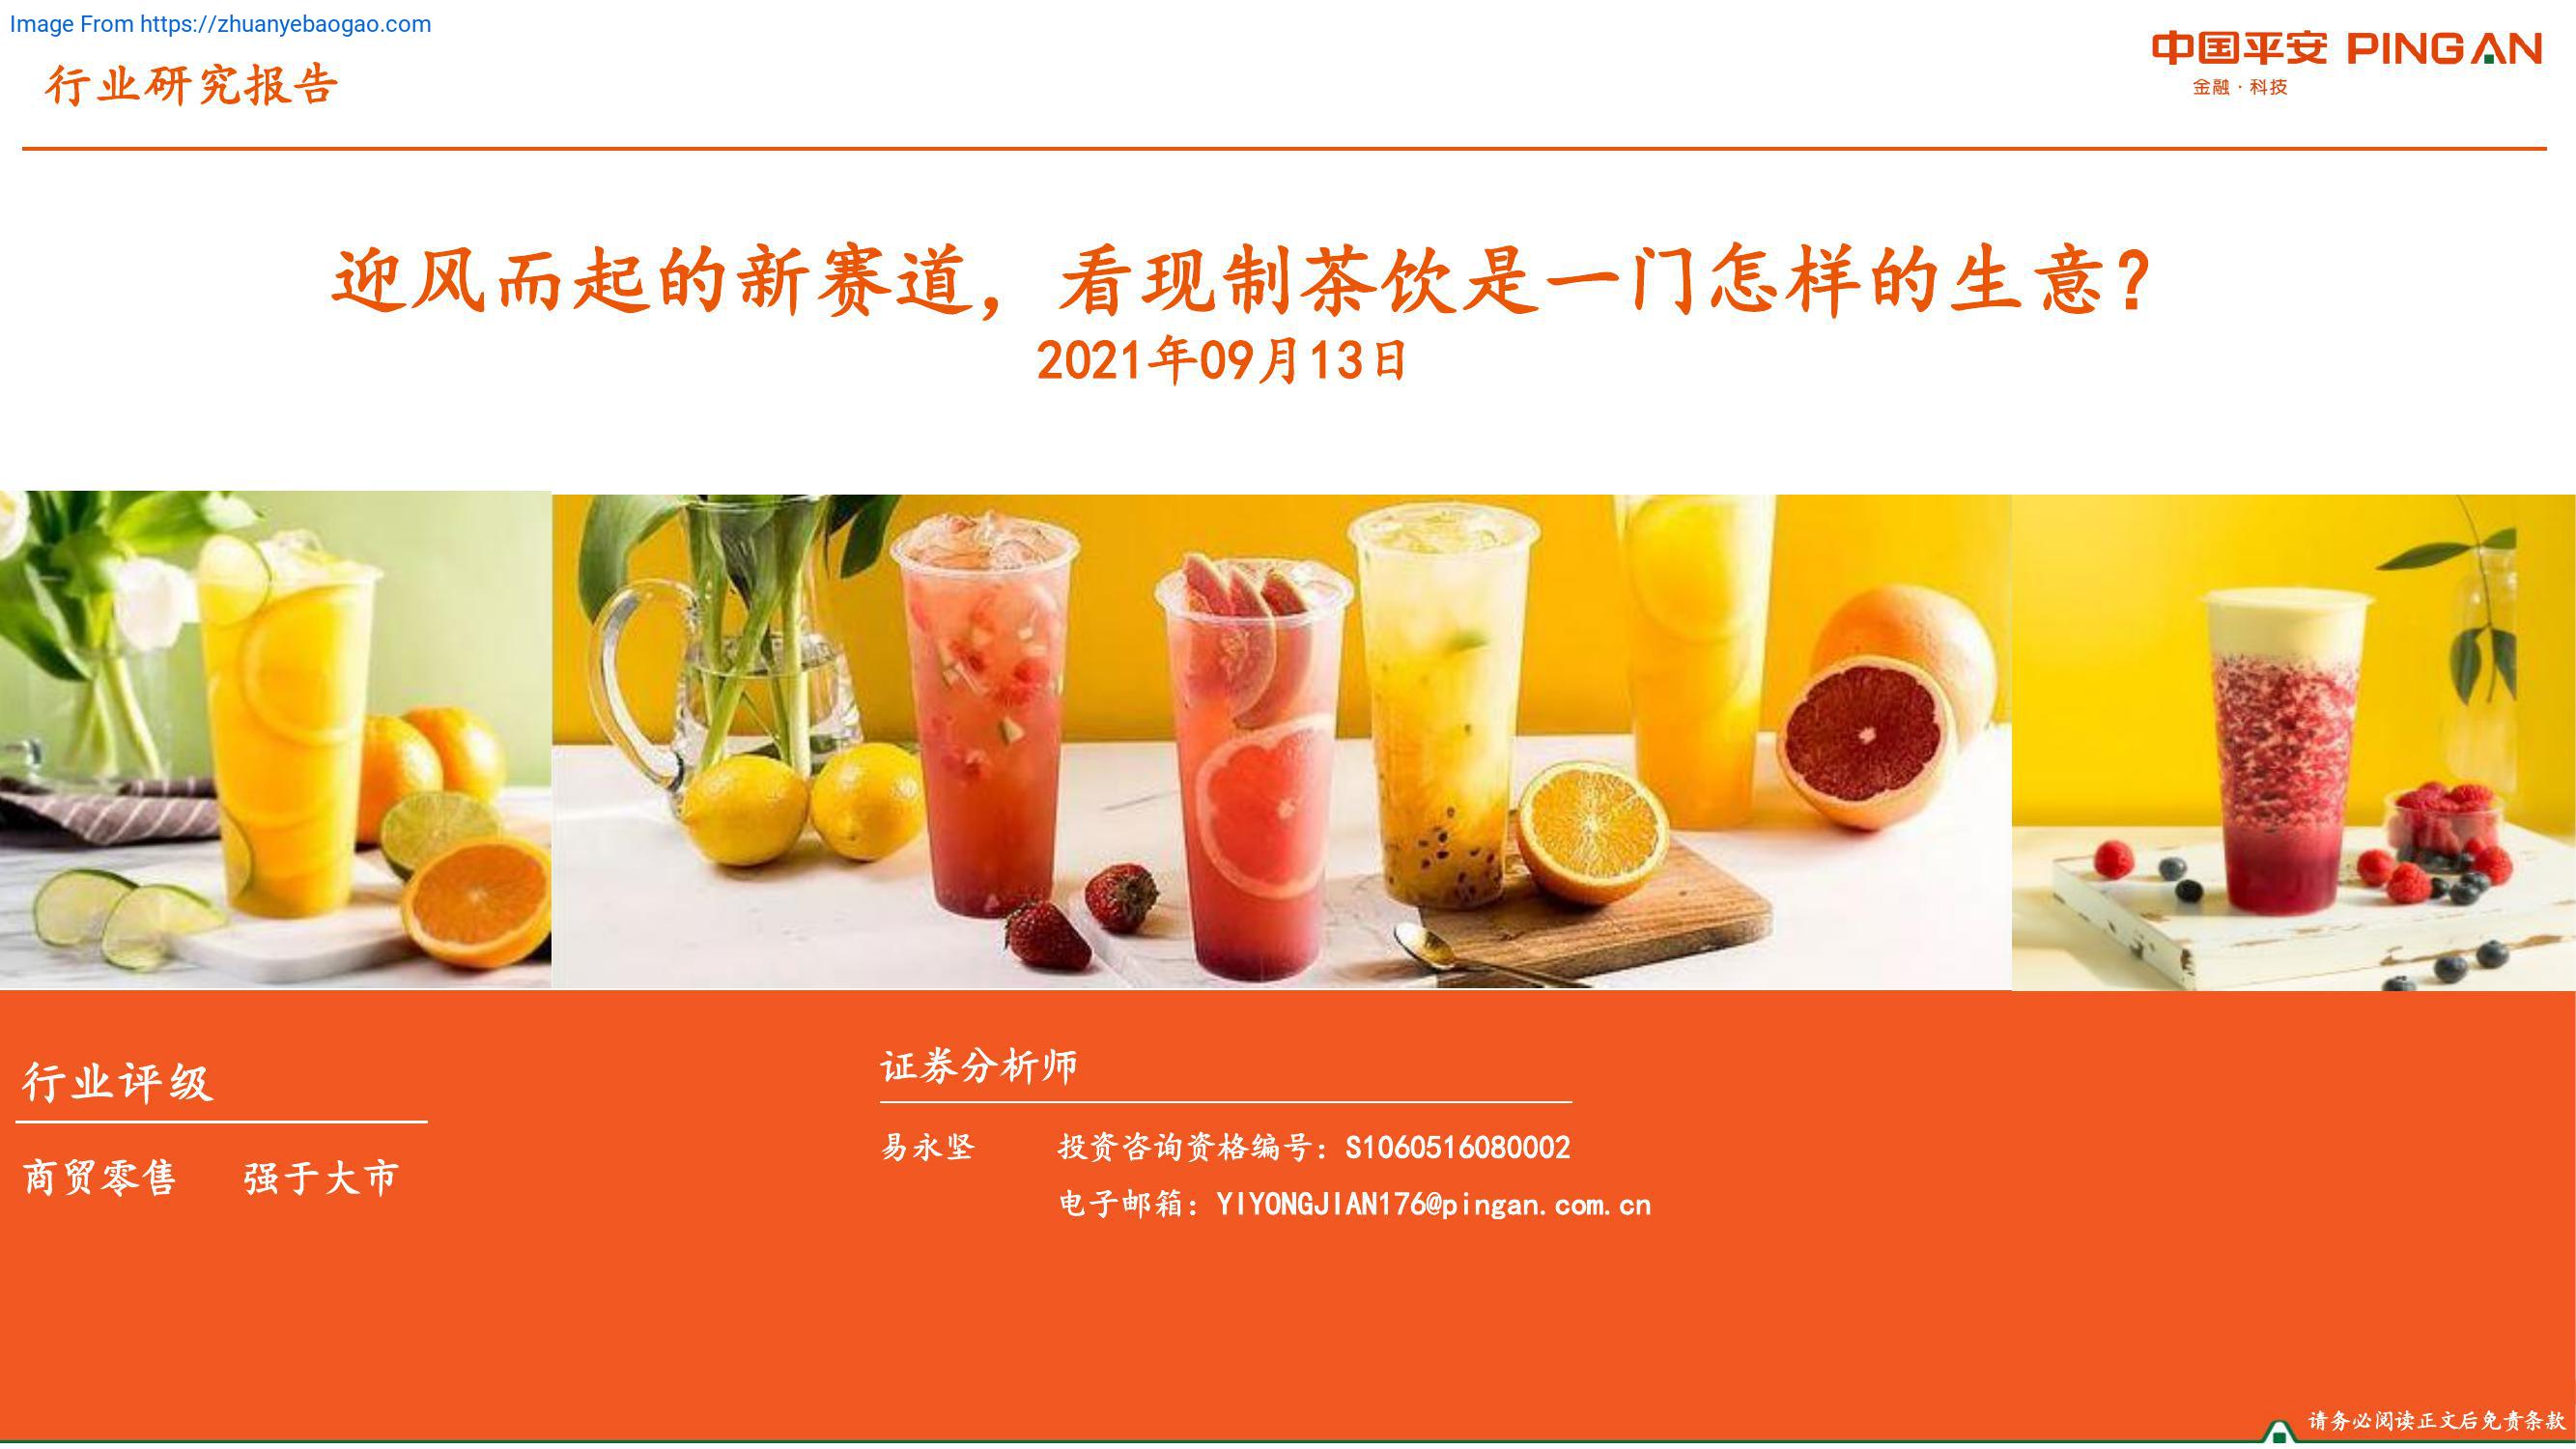 Image From https://zhuanyebaogao.com
中国平安 PINGAN
金融·科技
行业研究报告
迎风而起的新赛道，看现制茶饮是一门怎样的生意？
2021年09月13日
行业评级
商贸零售 强于大市
证券分析师
易永坚 投资咨询资格编号：S1060516080002
电子邮箱：YIYONGJIAN176@pingan.com.cn
请务必阅读正文后免责条款